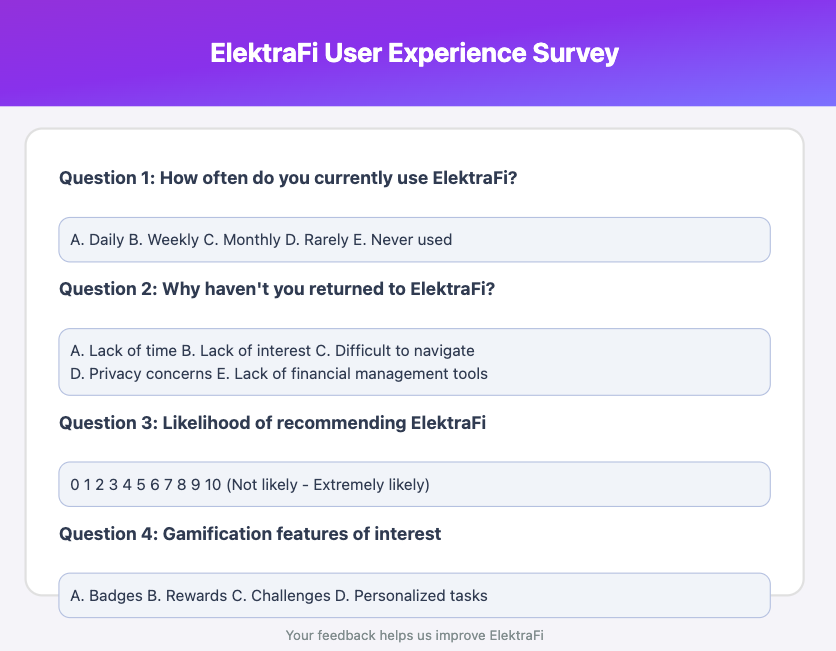 ElektraFi User Experience Survey
Question 1: How often do you currently use ElektraFi?
A. Daily B. Weekly C. Monthly D. Rarely E. Never used
Question 2: Why haven't you returned to ElektraFi?
A. Lack of time B. Lack of interest C. Difficult to navigate
D. Privacy concerns E. Lack of financial management tools
Question 3: Likelihood of recommending ElektraFi
0 1 2 3 4 5 6 7 8 9 10 (Not likely - Extremely likely)
Question 4: Gamification features of interest
A. Badges B. Rewards C. Challenges D. Personalized tasks
Your feedback helps us improve ElektraFi